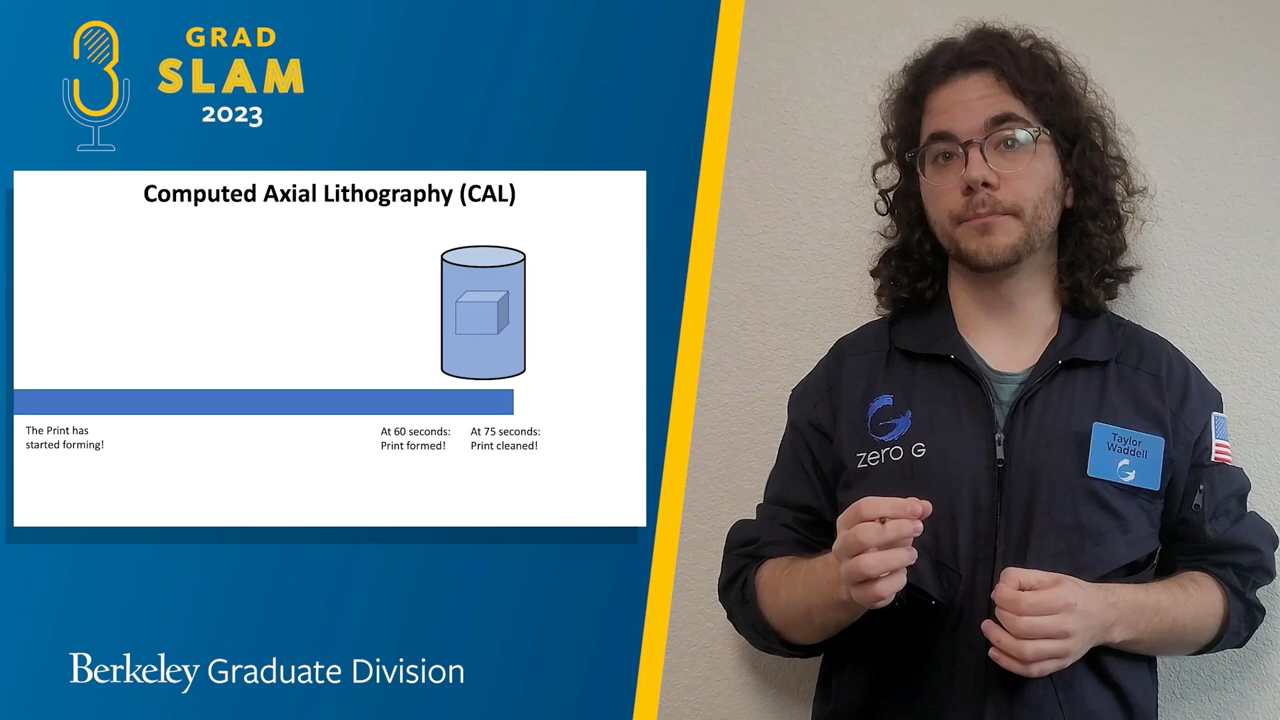 GRAD
SLAM
2023
Computed Axial Lithography (CAL)
The Print has
started forming!
At 60 seconds:
Print formed!
At 75 seconds:
Print cleaned!
Berkeley Graduate Division
zero G
Taylor
Waddell